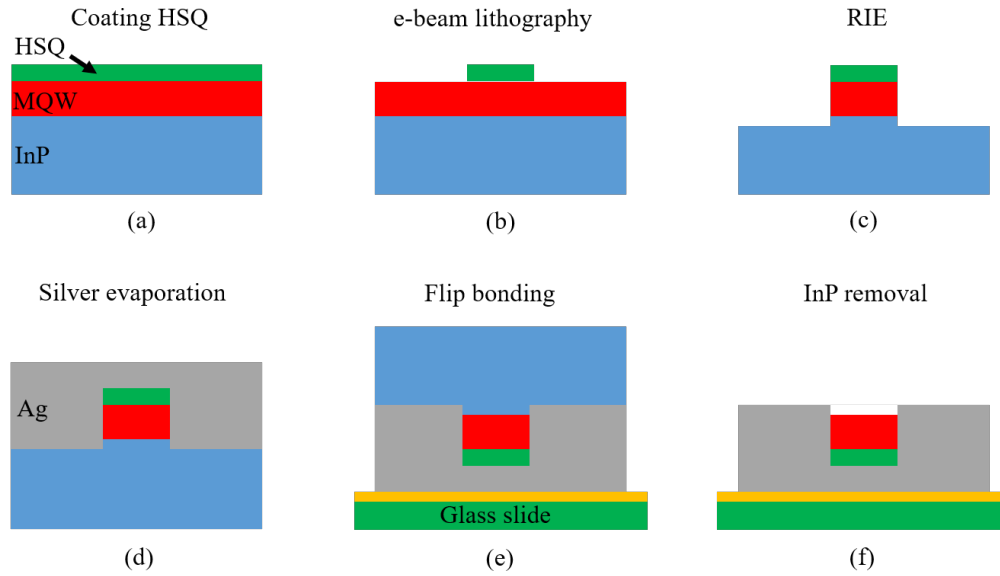 Coating HSQ
e-beam lithography
RIE
HSQ
MQW
InP
(a)
(b)
(c)
Silver evaporation
Flip bonding
InP removal
Ag
Glass slide
(d)
(e)
(f)